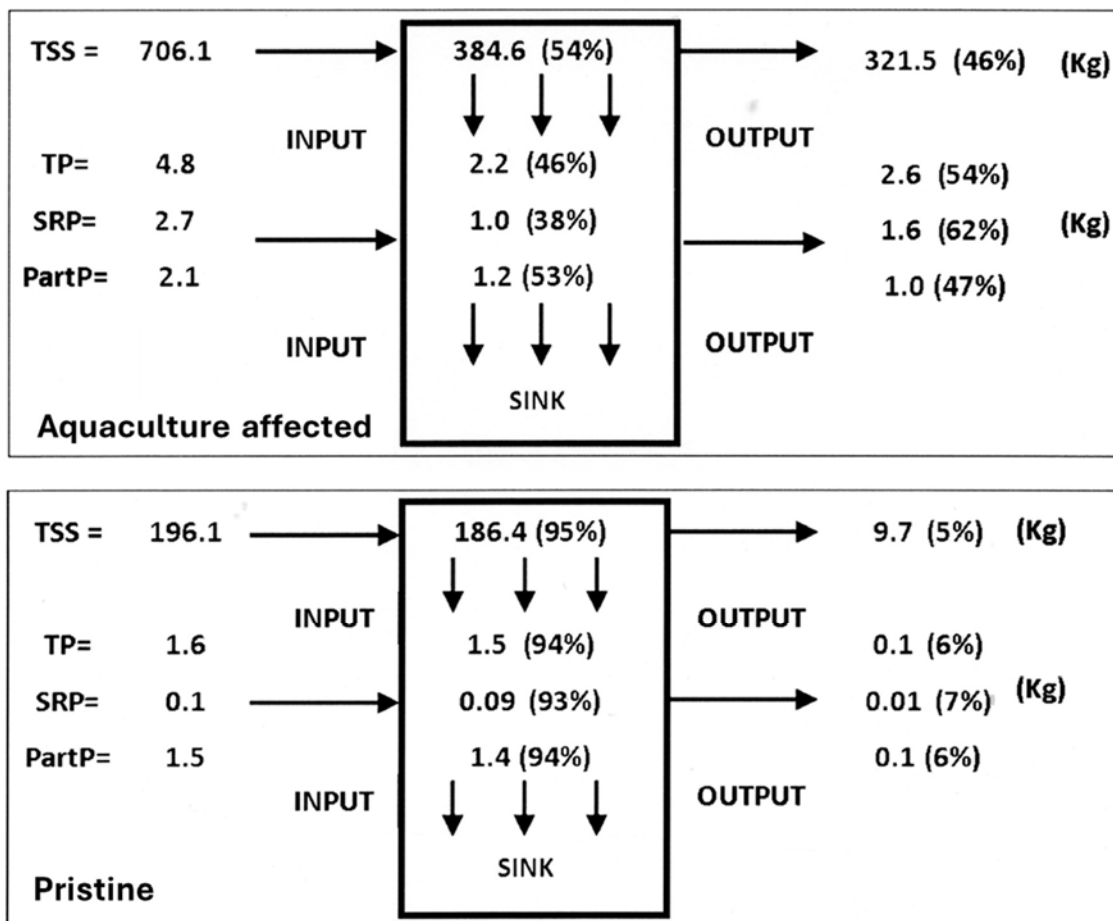 TSS = 706.1 384.6 (54%) 321.5 (46%) (Kg)
INPUT OUTPUT
TP= 4.8 2.2 (46%) 2.6 (54%)
SRP= 2.7 1.0 (38%) 1.6 (62%) (Kg)
PartP= 2.1 1.2 (53%) 1.0 (47%)
INPUT OUTPUT
SINK
Aquaculture affected
TSS = 196.1 186.4 (95%) 9.7 (5%) (Kg)
INPUT OUTPUT
TP= 1.6 1.5 (94%) 0.1 (6%)
SRP= 0.1 0.09 (93%) 0.01 (7%) (Kg)
PartP= 1.5 1.4 (94%) 0.1 (6%)
INPUT OUTPUT
SINK
Pristine